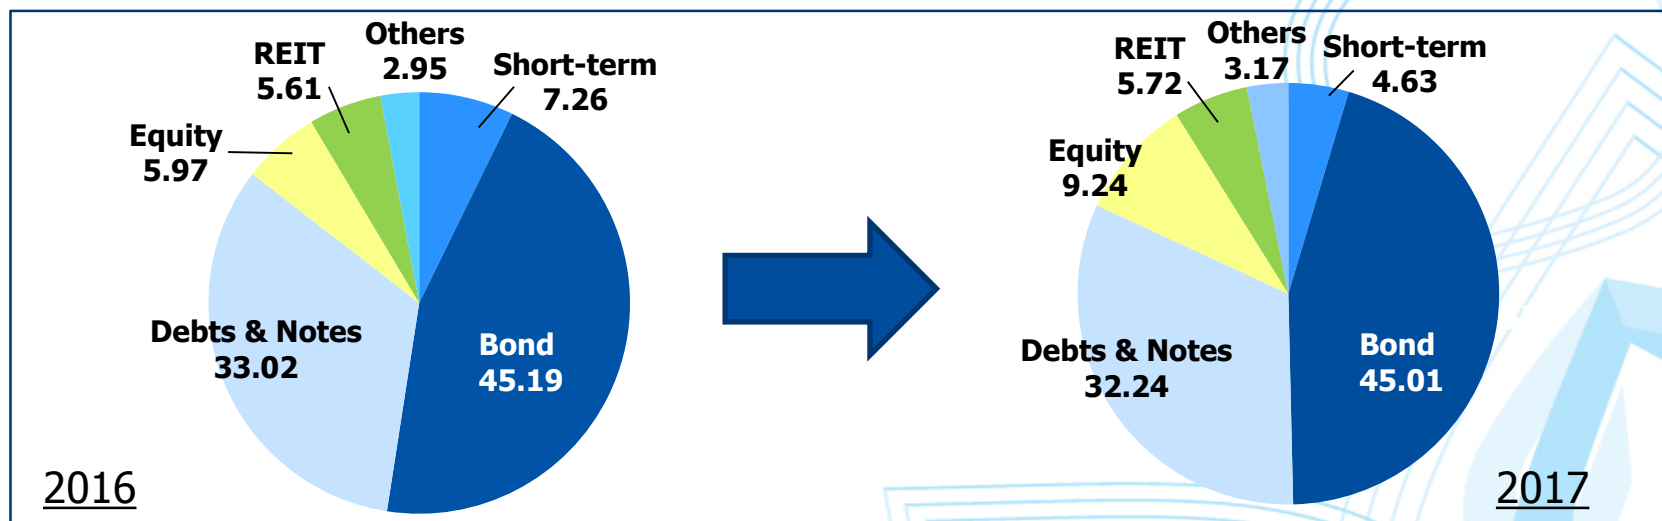 Others
2.95
REIT
5.61
Short-term
7.26
Equity
5.97
Debts & Notes
33.02
Bond
45.19
2016
Others
3.17
REIT
5.72
Short-term
4.63
Equity
9.24
Debts & Notes
32.24
Bond
45.01
2017